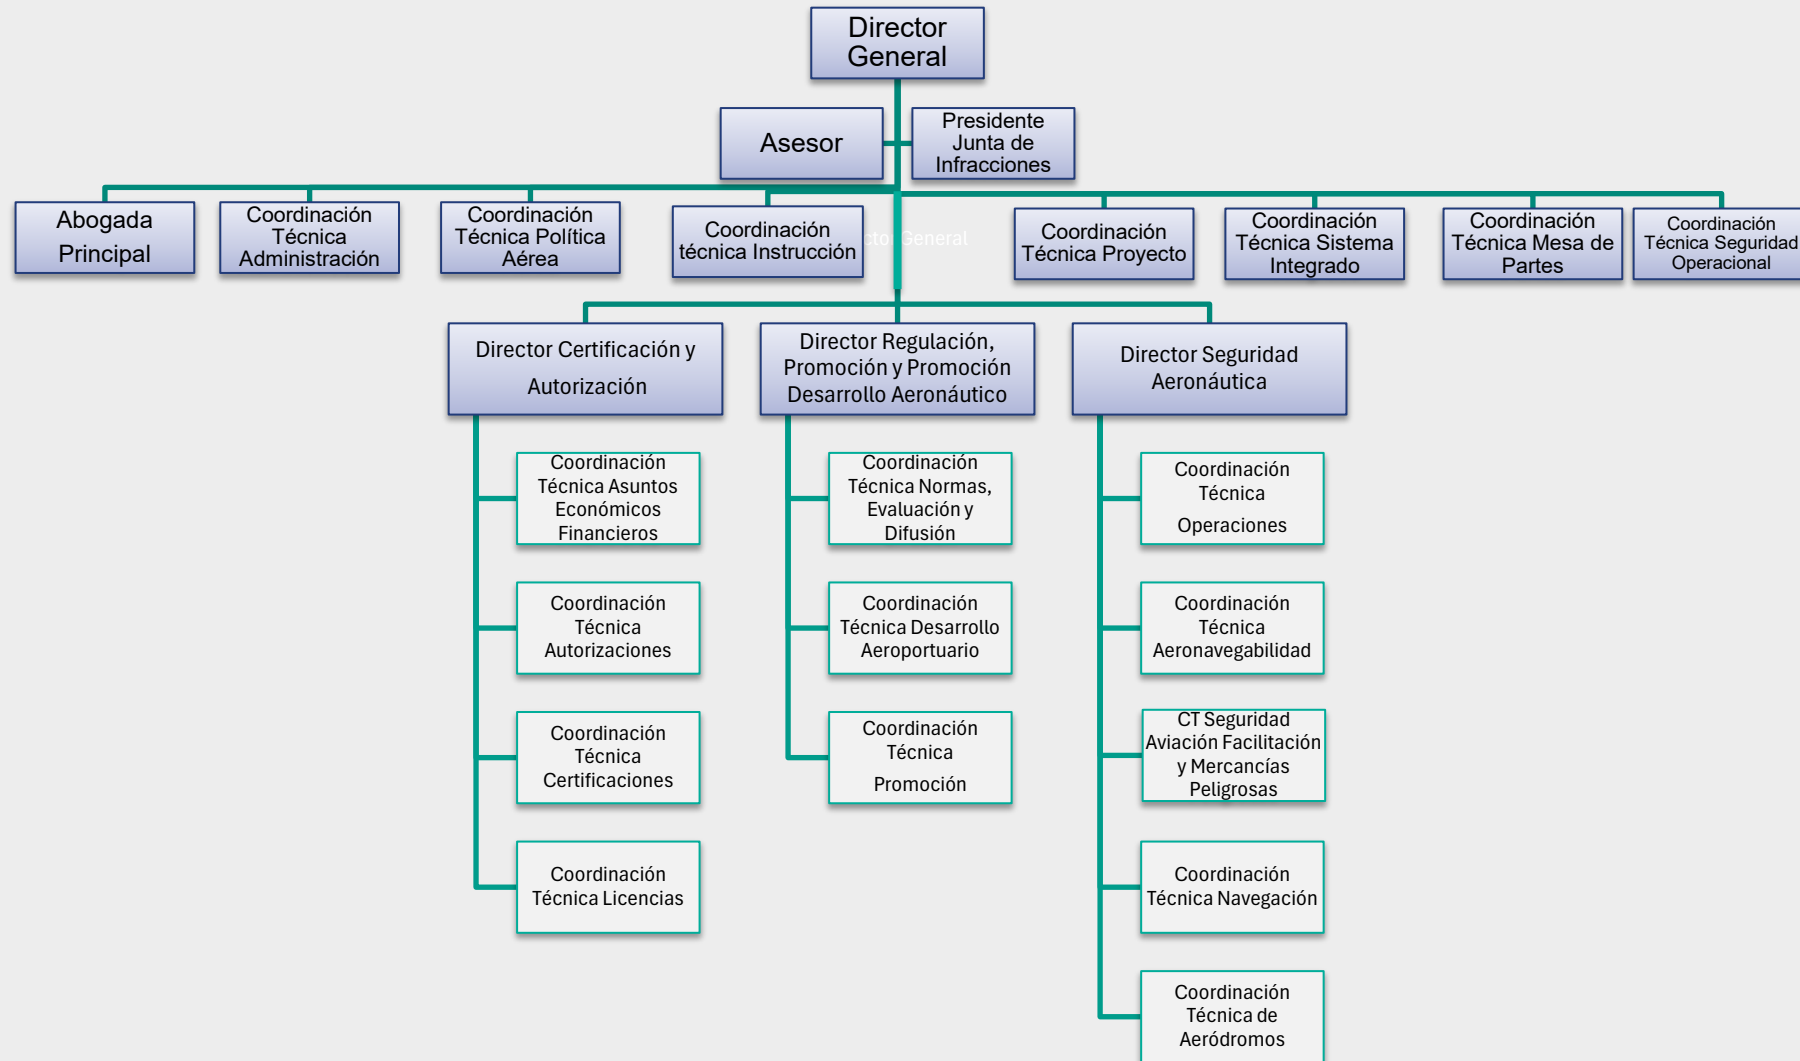 Director
General
Asesor
Presidente
Junta de
Infracciones
Abogada
Principal
Coordinación
Técnica
Administración
Coordinación
Técnica Política
Aérea
Coordinación
técnica Instrucción
ctor General
Coordinación
Técnica Proyecto
Coordinación
Técnica Sistema
Integrado
Coordinación
Técnica Mesa de
Partes
Coordinación
Técnica Seguridad
Operacional
Director Certificación y
Autorización
Director Regulación,
Promoción y Promoción
Desarrollo Aeronáutico
Director Seguridad
Aeronáutica
Coordinación
Técnica Asuntos
Económicos
Financieros
Coordinación
Técnica
Autorizaciones
Coordinación
Técnica
Certificaciones
Coordinación
Técnica Licencias
Coordinación
Técnica Normas,
Evaluación y
Difusión
Coordinación
Técnica Desarrollo
Aeroportuario
Coordinación
Técnica
Promoción
Coordinación
Técnica
Operaciones
Coordinación
Técnica
Aeronavegabilidad
CT Seguridad
Aviación Facilitación
y Mercancías
Peligrosas
Coordinación
Técnica Navegación
Coordinación
Técnica de
Aeródromos